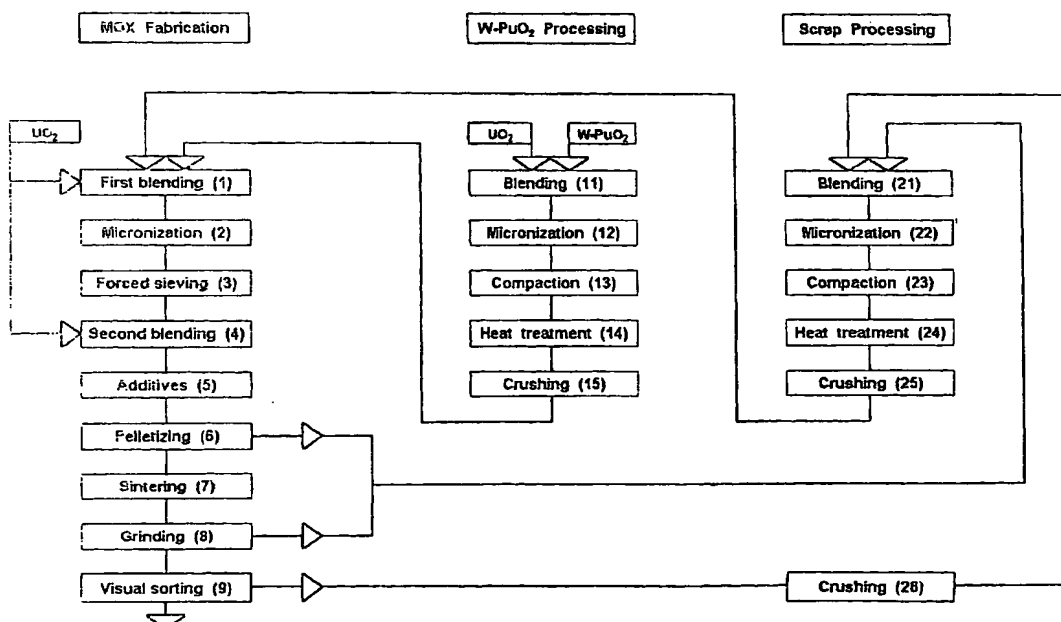 MOX Fabrication
W-PuO₂ Processing
Scrap Processing
UO₂
UO₂
W-PuO₂
First blending (1)
Blending (11)
Blending (21)
Micronization (2)
Micronization (12)
Micronization (22)
Forced sieving (3)
Compaction (13)
Compaction (23)
Second blending (4)
Heat treatment (14)
Heat treatment (24)
Additives (5)
Crushing (15)
Crushing (25)
Pelletizing (6)
Sintering (7)
Grinding (8)
Visual sorting (9)
Crushing (26)